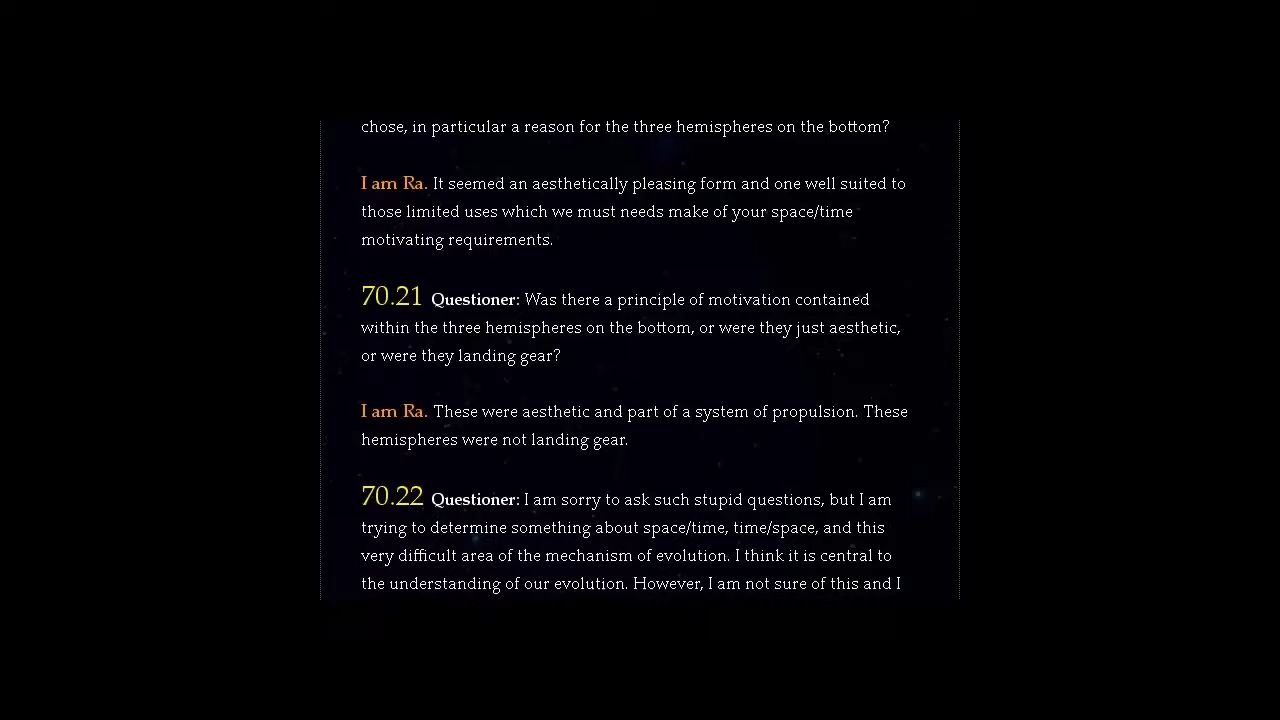 chose, in particular a reason for the three hemispheres on the bottom?
I am Ra. It seemed an aesthetically pleasing form and one well suited to
those limited uses which we must needs make of your space/time
motivating requirements.
70.21 Questioner: Was there a principle of motivation contained
within the three hemispheres on the bottom, or were they just aesthetic,
or were they landing gear?
I am Ra. These were aesthetic and part of a system of propulsion. These
hemispheres were not landing gear.
70.22 Questioner: I am sorry to ask such stupid questions, but I am
trying to determine something about space/time, time/space, and this
very difficult area of the mechanism of evolution. I think it is central to
the understanding of our evolution. However, I am not sure of this and I